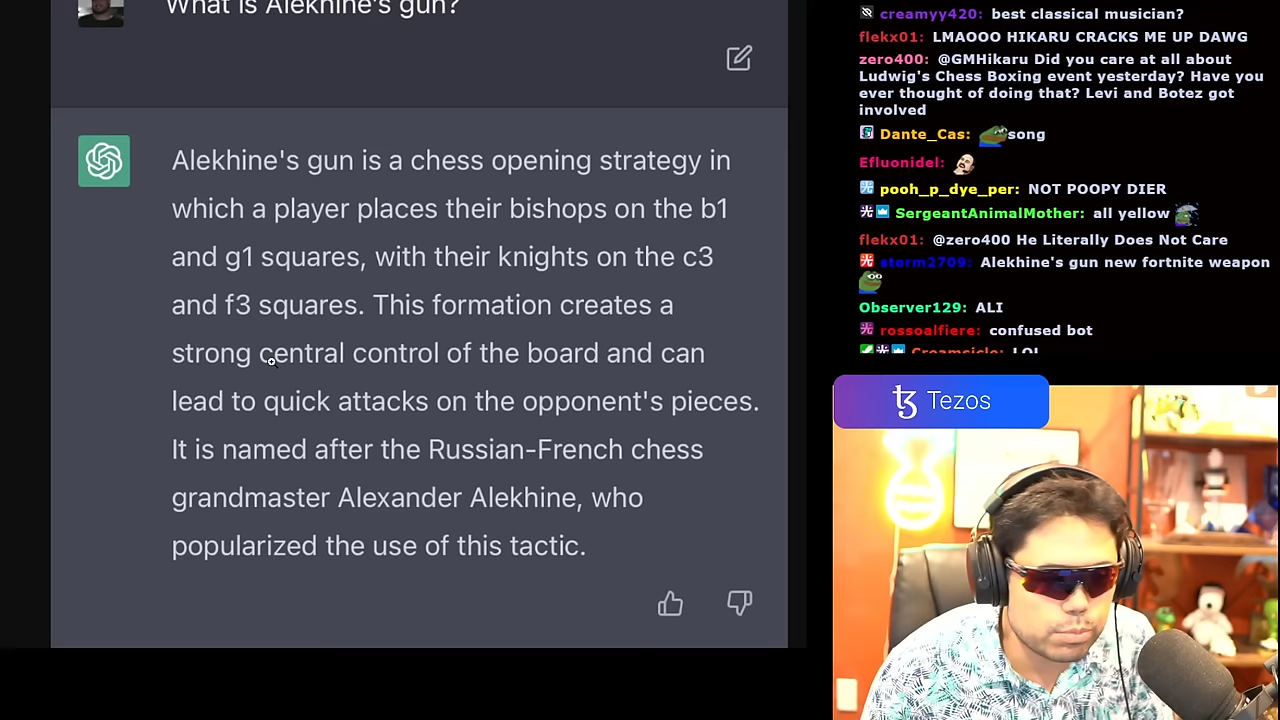 What is Alekhine's gun?
Alekhine's gun is a chess opening strategy in
which a player places their bishops on the b1
and g1 squares, with their knights on the c3
and f3 squares. This formation creates a
strong central control of the board and can
lead to quick attacks on the opponent's pieces.
It is named after the Russian-French chess
grandmaster Alexander Alekhine, who
popularized the use of this tactic.
creamyy420: best classical musician?
flekx01: LMAOOO HIKARU CRACKS ME UP DAWG
zero400: @GMHikaru Did you care at all about
Ludwig's Chess Boxing event yesterday? Have you
ever thought of doing that? Levi and Botez got
involved
Dante_Cas: song
Efluonidel:
pooh_p_dye_per: NOT POOPY DIER
SergeantAnimalMother: all yellow
flekx01: @zero400 He Literally Does Not Care
storm2709: Alekhine's gun new fortnite weapon
Observer129: ALI
rossoalfiere: confused bot
Creamsicle: LOL
Tezos